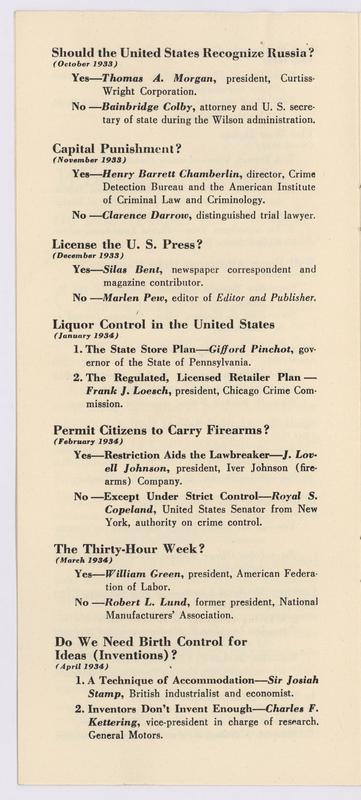 Should the United States Recognize Russia?
(October 1933)
Yes—Thomas A. Morgan, president, Curtiss-
Wright Corporation.
No —Bainbridge Colby, attorney and U. S. secre-
tary of state during the Wilson administration.
Capital Punishment?
(November 1933)
Yes—Henry Barrett Chamberlin, director, Crime
Detection Bureau and the American Institute
of Criminal Law and Criminology.
No —Clarence Darrow, distinguished trial lawyer.
License the U. S. Press?
(December 1933)
Yes—Silas Bent, newspaper correspondent and
magazine contributor.
No —Marlen Pew, editor of Editor and Publisher.
Liquor Control in the United States
(January 1934)
1. The State Store Plan—Gifford Pinchot, gov-
ernor of the State of Pennsylvania.
2. The Regulated, Licensed Retailer Plan —
Frank J. Loesch, president, Chicago Crime Com-
mission.
Permit Citizens to Carry Firearms?
(February 1934)
Yes—Restriction Aids the Lawbreaker—J. Lov-
ell Johnson, president, Iver Johnson (fire-
arms) Company.
No —Except Under Strict Control—Royal S.
Copeland, United States Senator from New
York, authority on crime control.
The Thirty-Hour Week?
(March 1934)
Yes—William Green, president, American Federa-
tion of Labor.
No —Robert L. Lund, former president, National
Manufacturers' Association.
Do We Need Birth Control for
Ideas (Inventions)?
(April 1934)
1. A Technique of Accommodation—Sir Josiah
Stamp, British industrialist and economist.
2. Inventors Don't Invent Enough—Charles F.
Kettering, vice-president in charge of research.
General Motors.